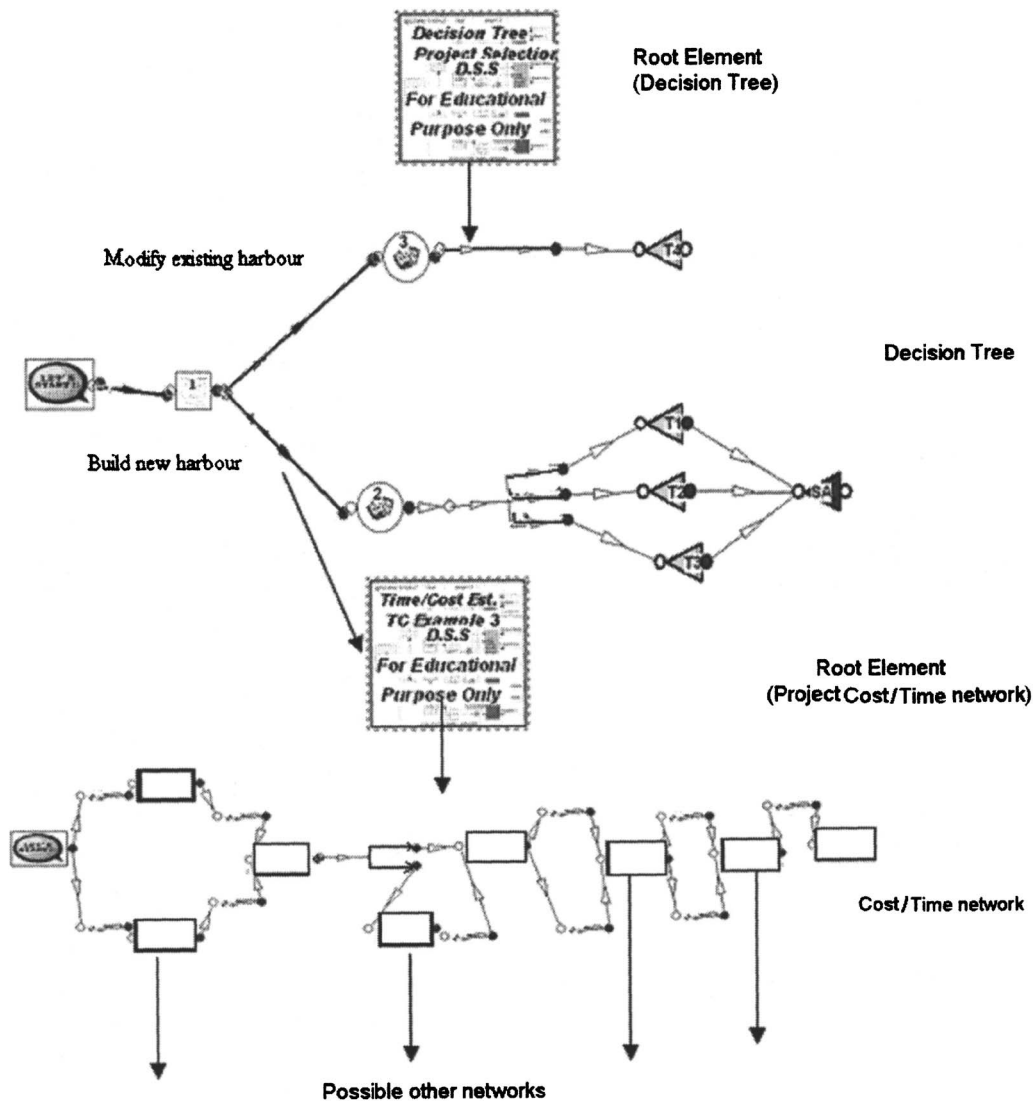 Decision Tree
Project Selection
D.S.S
For Educational
Purpose Only
Root Element
(Decision Tree)
Modify existing harbour
3
T4
LET'S
START!
1
Decision Tree
Build new harbour
2
T1
T2
T3
SA
Time/Cost Est.
TC Example 3
D.S.S
For Educational
Purpose Only
Root Element
(Project Cost/Time network)
Cost/Time network
Possible other networks